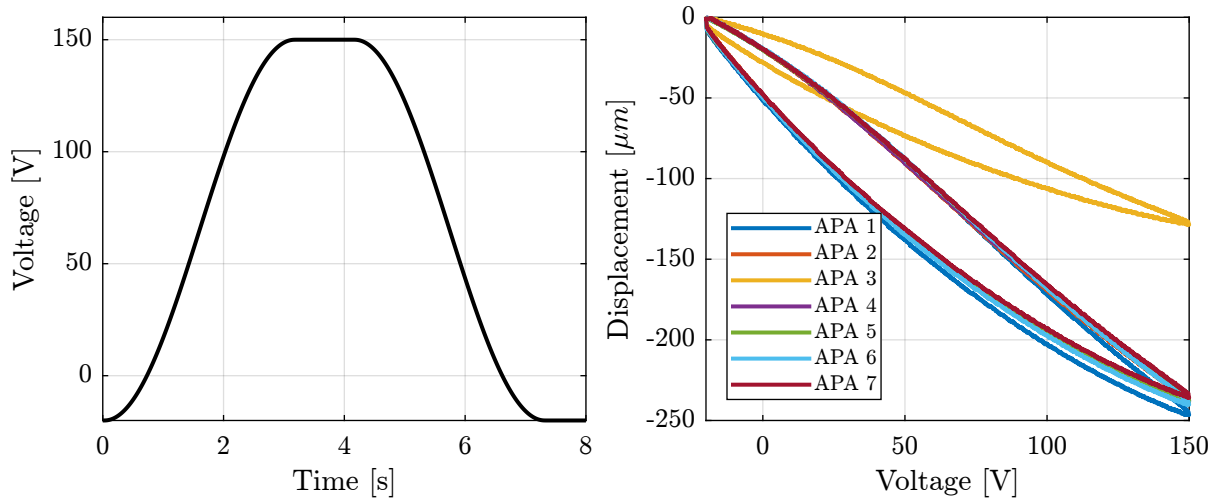 150
100
50
0
Voltage [V]
0
2
4
6
8
Time [s]
0
-50
-100
-150
-200
-250
Displacement [μm]
APA 1
APA 2
APA 3
APA 4
APA 5
APA 6
APA 7
0
50
100
150
Voltage [V]